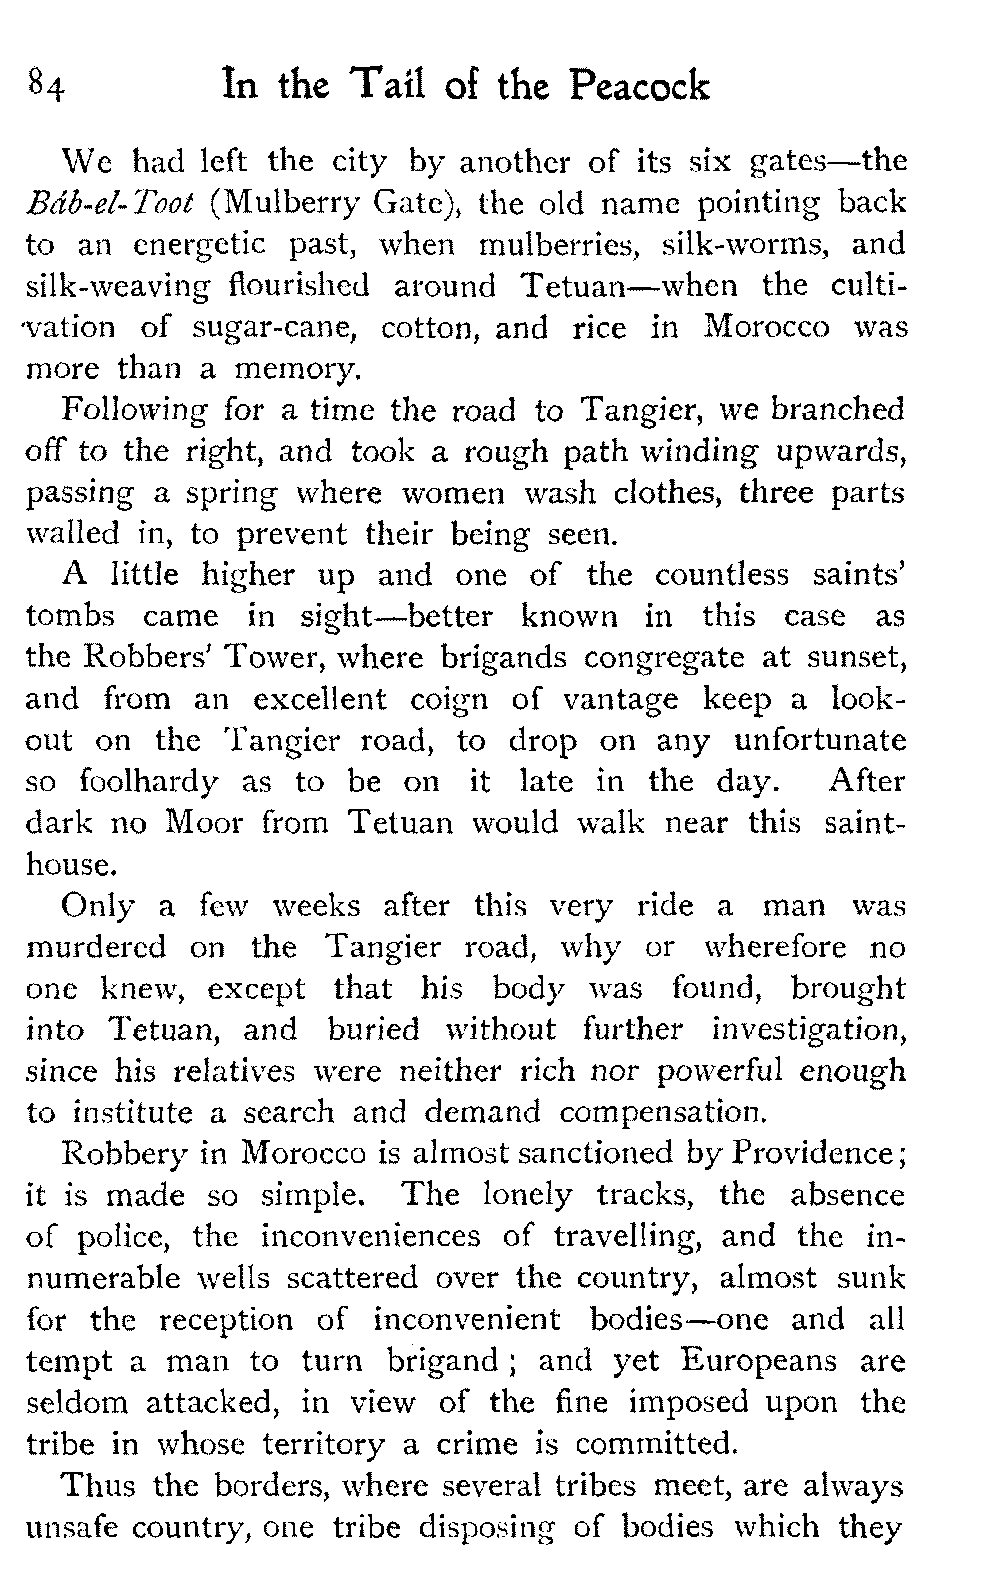 84 In the Tail of the Peacock
We had left the city by another of its six gates—the
Báb-el-Toot (Mulberry Gate), the old name pointing back
to an energetic past, when mulberries, silk-worms, and
silk-weaving flourished around Tetuan—when the culti-
vation of sugar-cane, cotton, and rice in Morocco was
more than a memory.
Following for a time the road to Tangier, we branched
off to the right, and took a rough path winding upwards,
passing a spring where women wash clothes, three parts
walled in, to prevent their being seen.
A little higher up and one of the countless saints'
tombs came in sight—better known in this case as
the Robbers' Tower, where brigands congregate at sunset,
and from an excellent coign of vantage keep a look-
out on the Tangier road, to drop on any unfortunate
so foolhardy as to be on it late in the day. After
dark no Moor from Tetuan would walk near this saint-
house.
Only a few weeks after this very ride a man was
murdered on the Tangier road, why or wherefore no
one knew, except that his body was found, brought
into Tetuan, and buried without further investigation,
since his relatives were neither rich nor powerful enough
to institute a search and demand compensation.
Robbery in Morocco is almost sanctioned by Providence;
it is made so simple. The lonely tracks, the absence
of police, the inconveniences of travelling, and the in-
numerable wells scattered over the country, almost sunk
for the reception of inconvenient bodies—one and all
tempt a man to turn brigand; and yet Europeans are
seldom attacked, in view of the fine imposed upon the
tribe in whose territory a crime is committed.
Thus the borders, where several tribes meet, are always
unsafe country, one tribe disposing of bodies which they